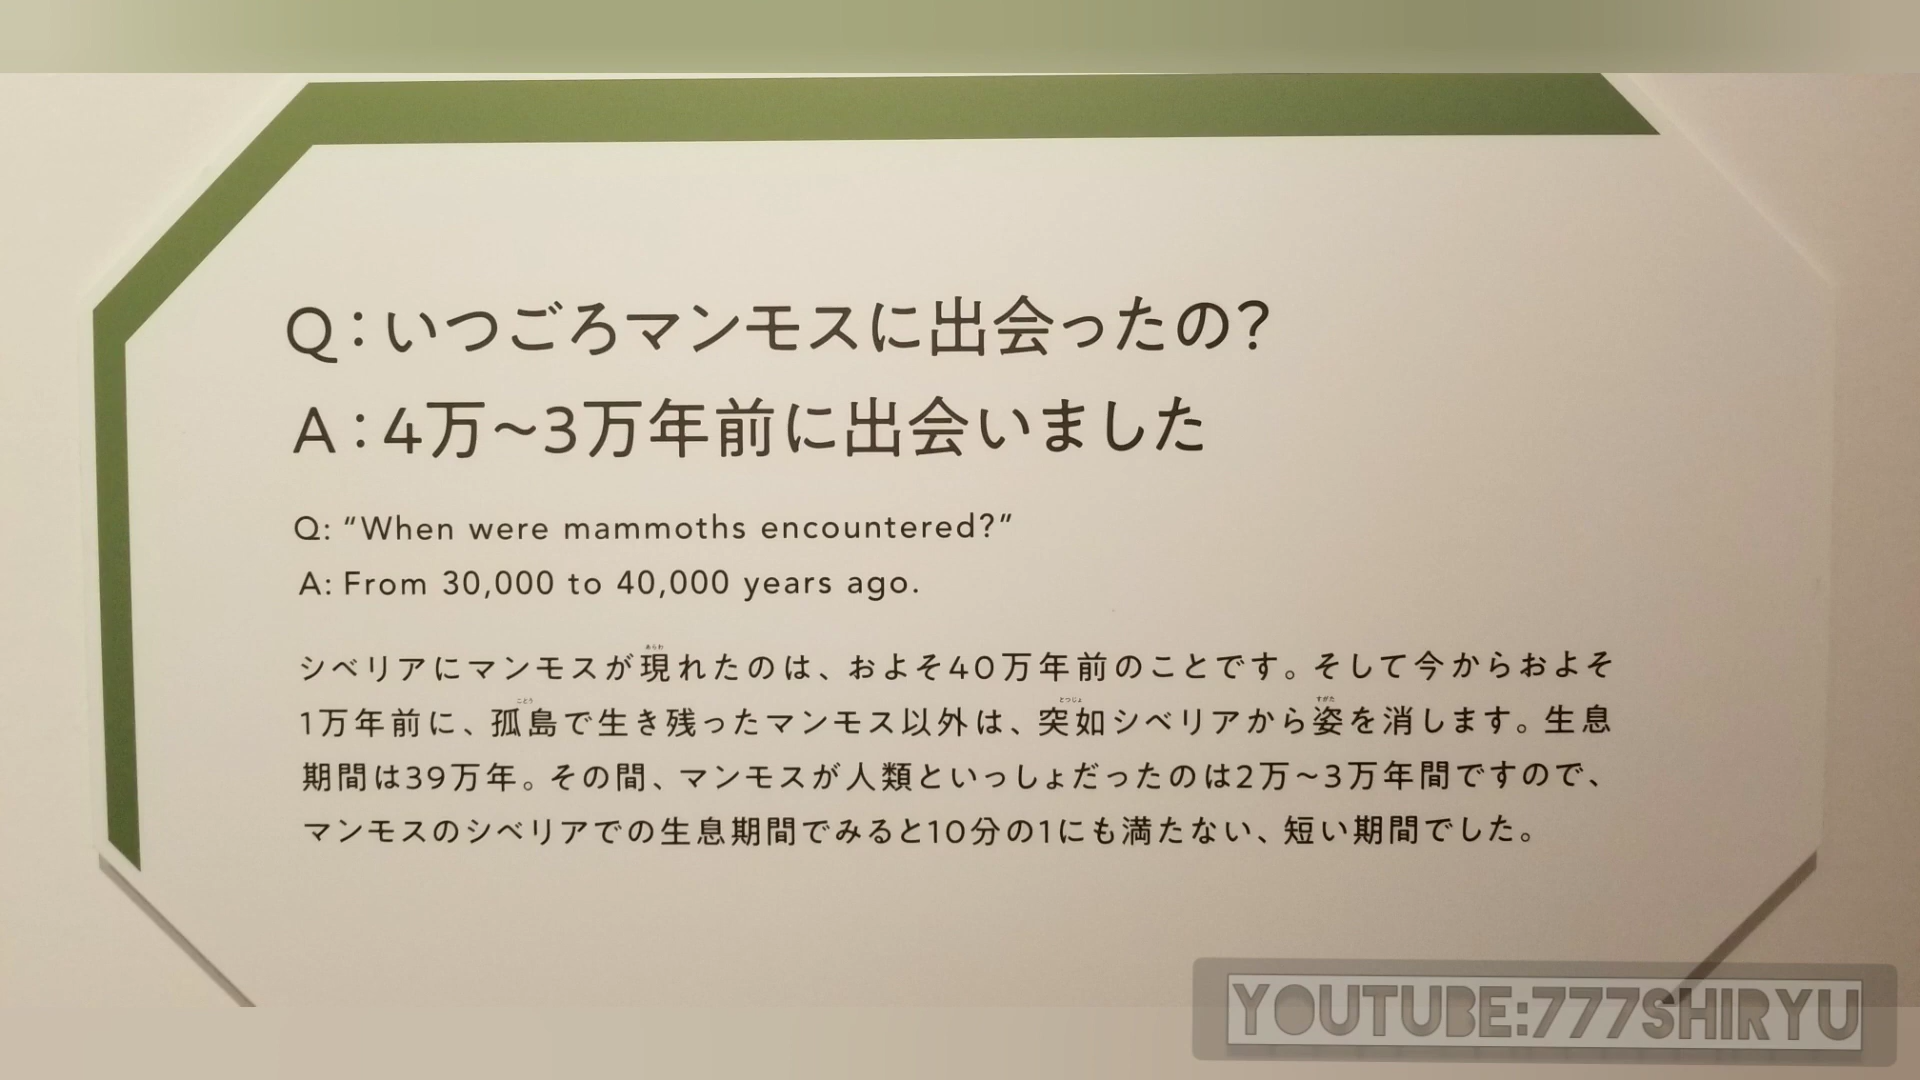 Q：いつごろマンモスに出会ったの？
A：4万～3万年前に出会いました
Q: “When were mammoths encountered?”
A: From 30,000 to 40,000 years ago.
シベリアにマンモスが現れたのは、およそ40万年前のことです。そして今からおよそ
1万年前に、孤島で生き残ったマンモス以外は、突如シベリアから姿を消します。生息
期間は39万年。その間、マンモスが人類といっしょだったのは2万～3万年間ですので、
マンモスのシベリアでの生息期間でみると10分の1にも満たない、短い期間でした。
YOUTUBE:777SHIRYU